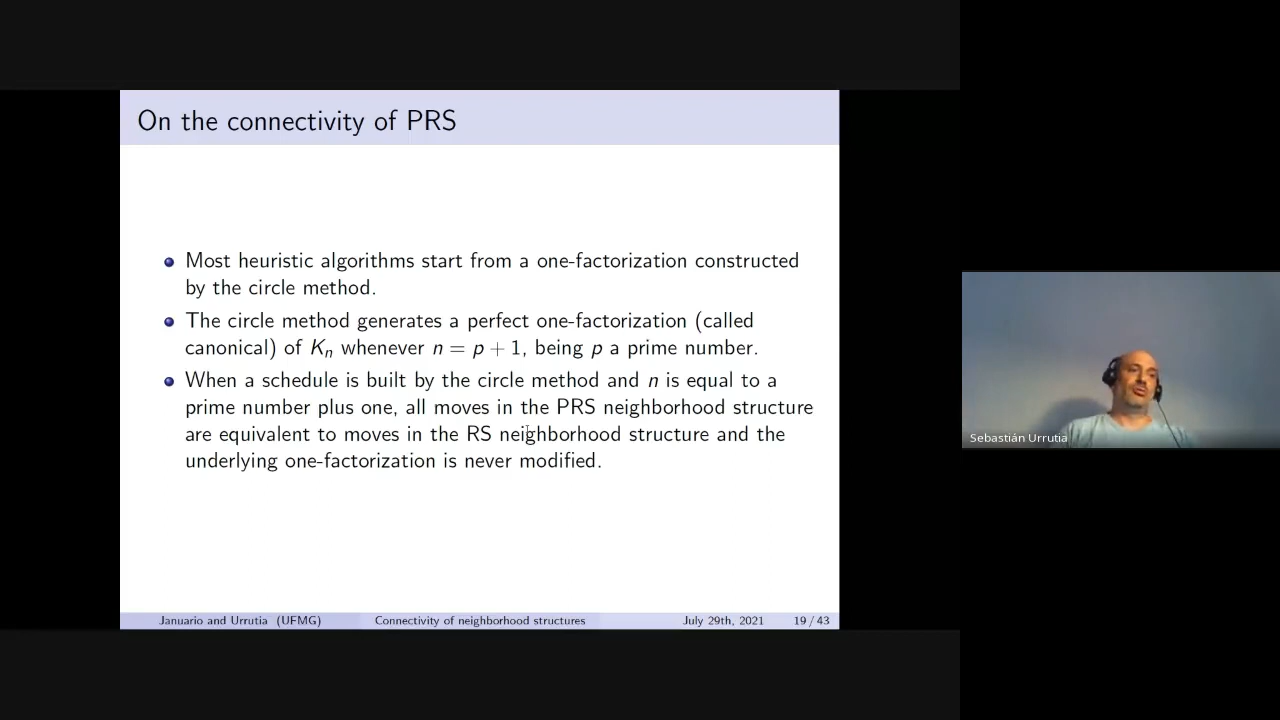 On the connectivity of PRS
Most heuristic algorithms start from a one-factorization constructed
by the circle method.
The circle method generates a perfect one-factorization (called
canonical) of Kn whenever n = p + 1, being p a prime number.
When a schedule is built by the circle method and n is equal to a
prime number plus one, all moves in the PRS neighborhood structure
are equivalent to moves in the RS neighborhood structure and the
underlying one-factorization is never modified.
Januario and Urrutia (UFMG)
Connectivity of neighborhood structures
July 29th, 2021
19 / 43
Sebastián Urrutia